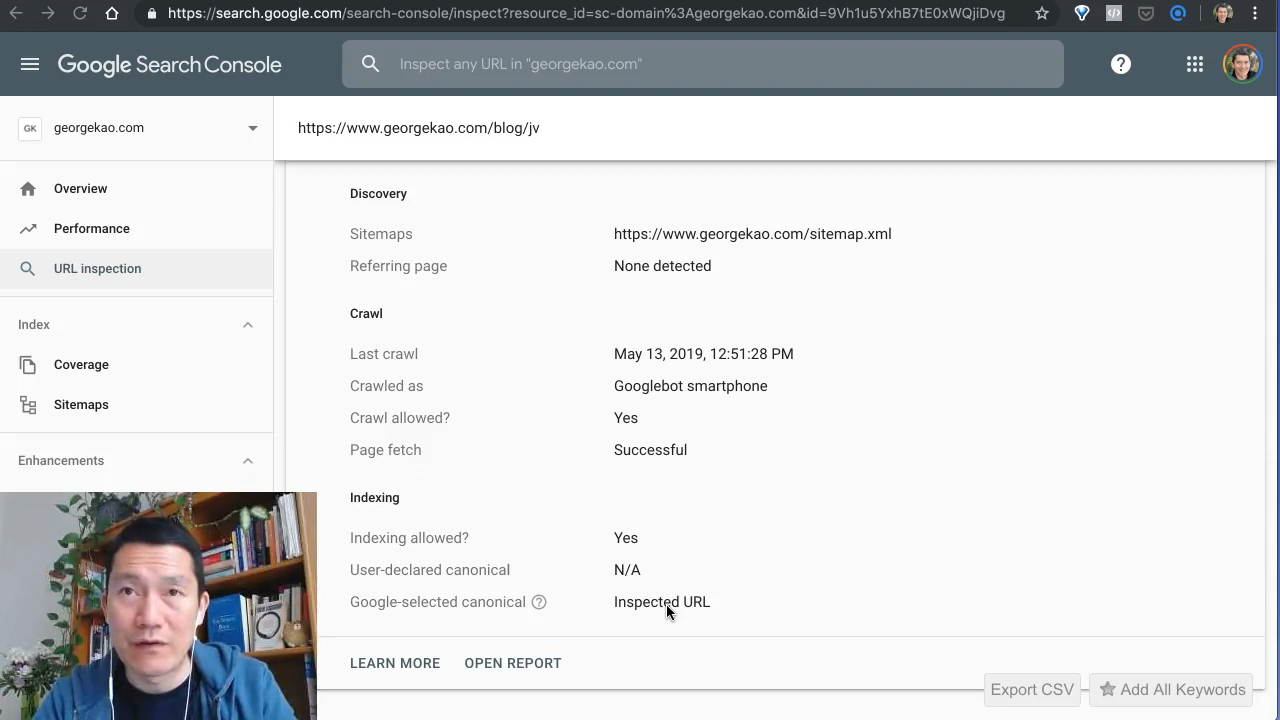 https://search.google.com/search-console/inspect?resource_id=sc-domain%3Ageorgekao.com&id=9Vh1u5YxhB7tE0xWQjiDvg
Google Search Console
Inspect any URL in "georgekao.com"
GK georgekao.com
https://www.georgekao.com/blog/jv
Overview
Performance
URL inspection
Index
Coverage
Sitemaps
Enhancements
Discovery
Sitemaps https://www.georgekao.com/sitemap.xml
Referring page None detected
Crawl
Last crawl May 13, 2019, 12:51:28 PM
Crawled as Googlebot smartphone
Crawl allowed? Yes
Page fetch Successful
Indexing
Indexing allowed? Yes
User-declared canonical N/A
Google-selected canonical Inspected URL
LEARN MORE OPEN REPORT
Export CSV Add All Keywords